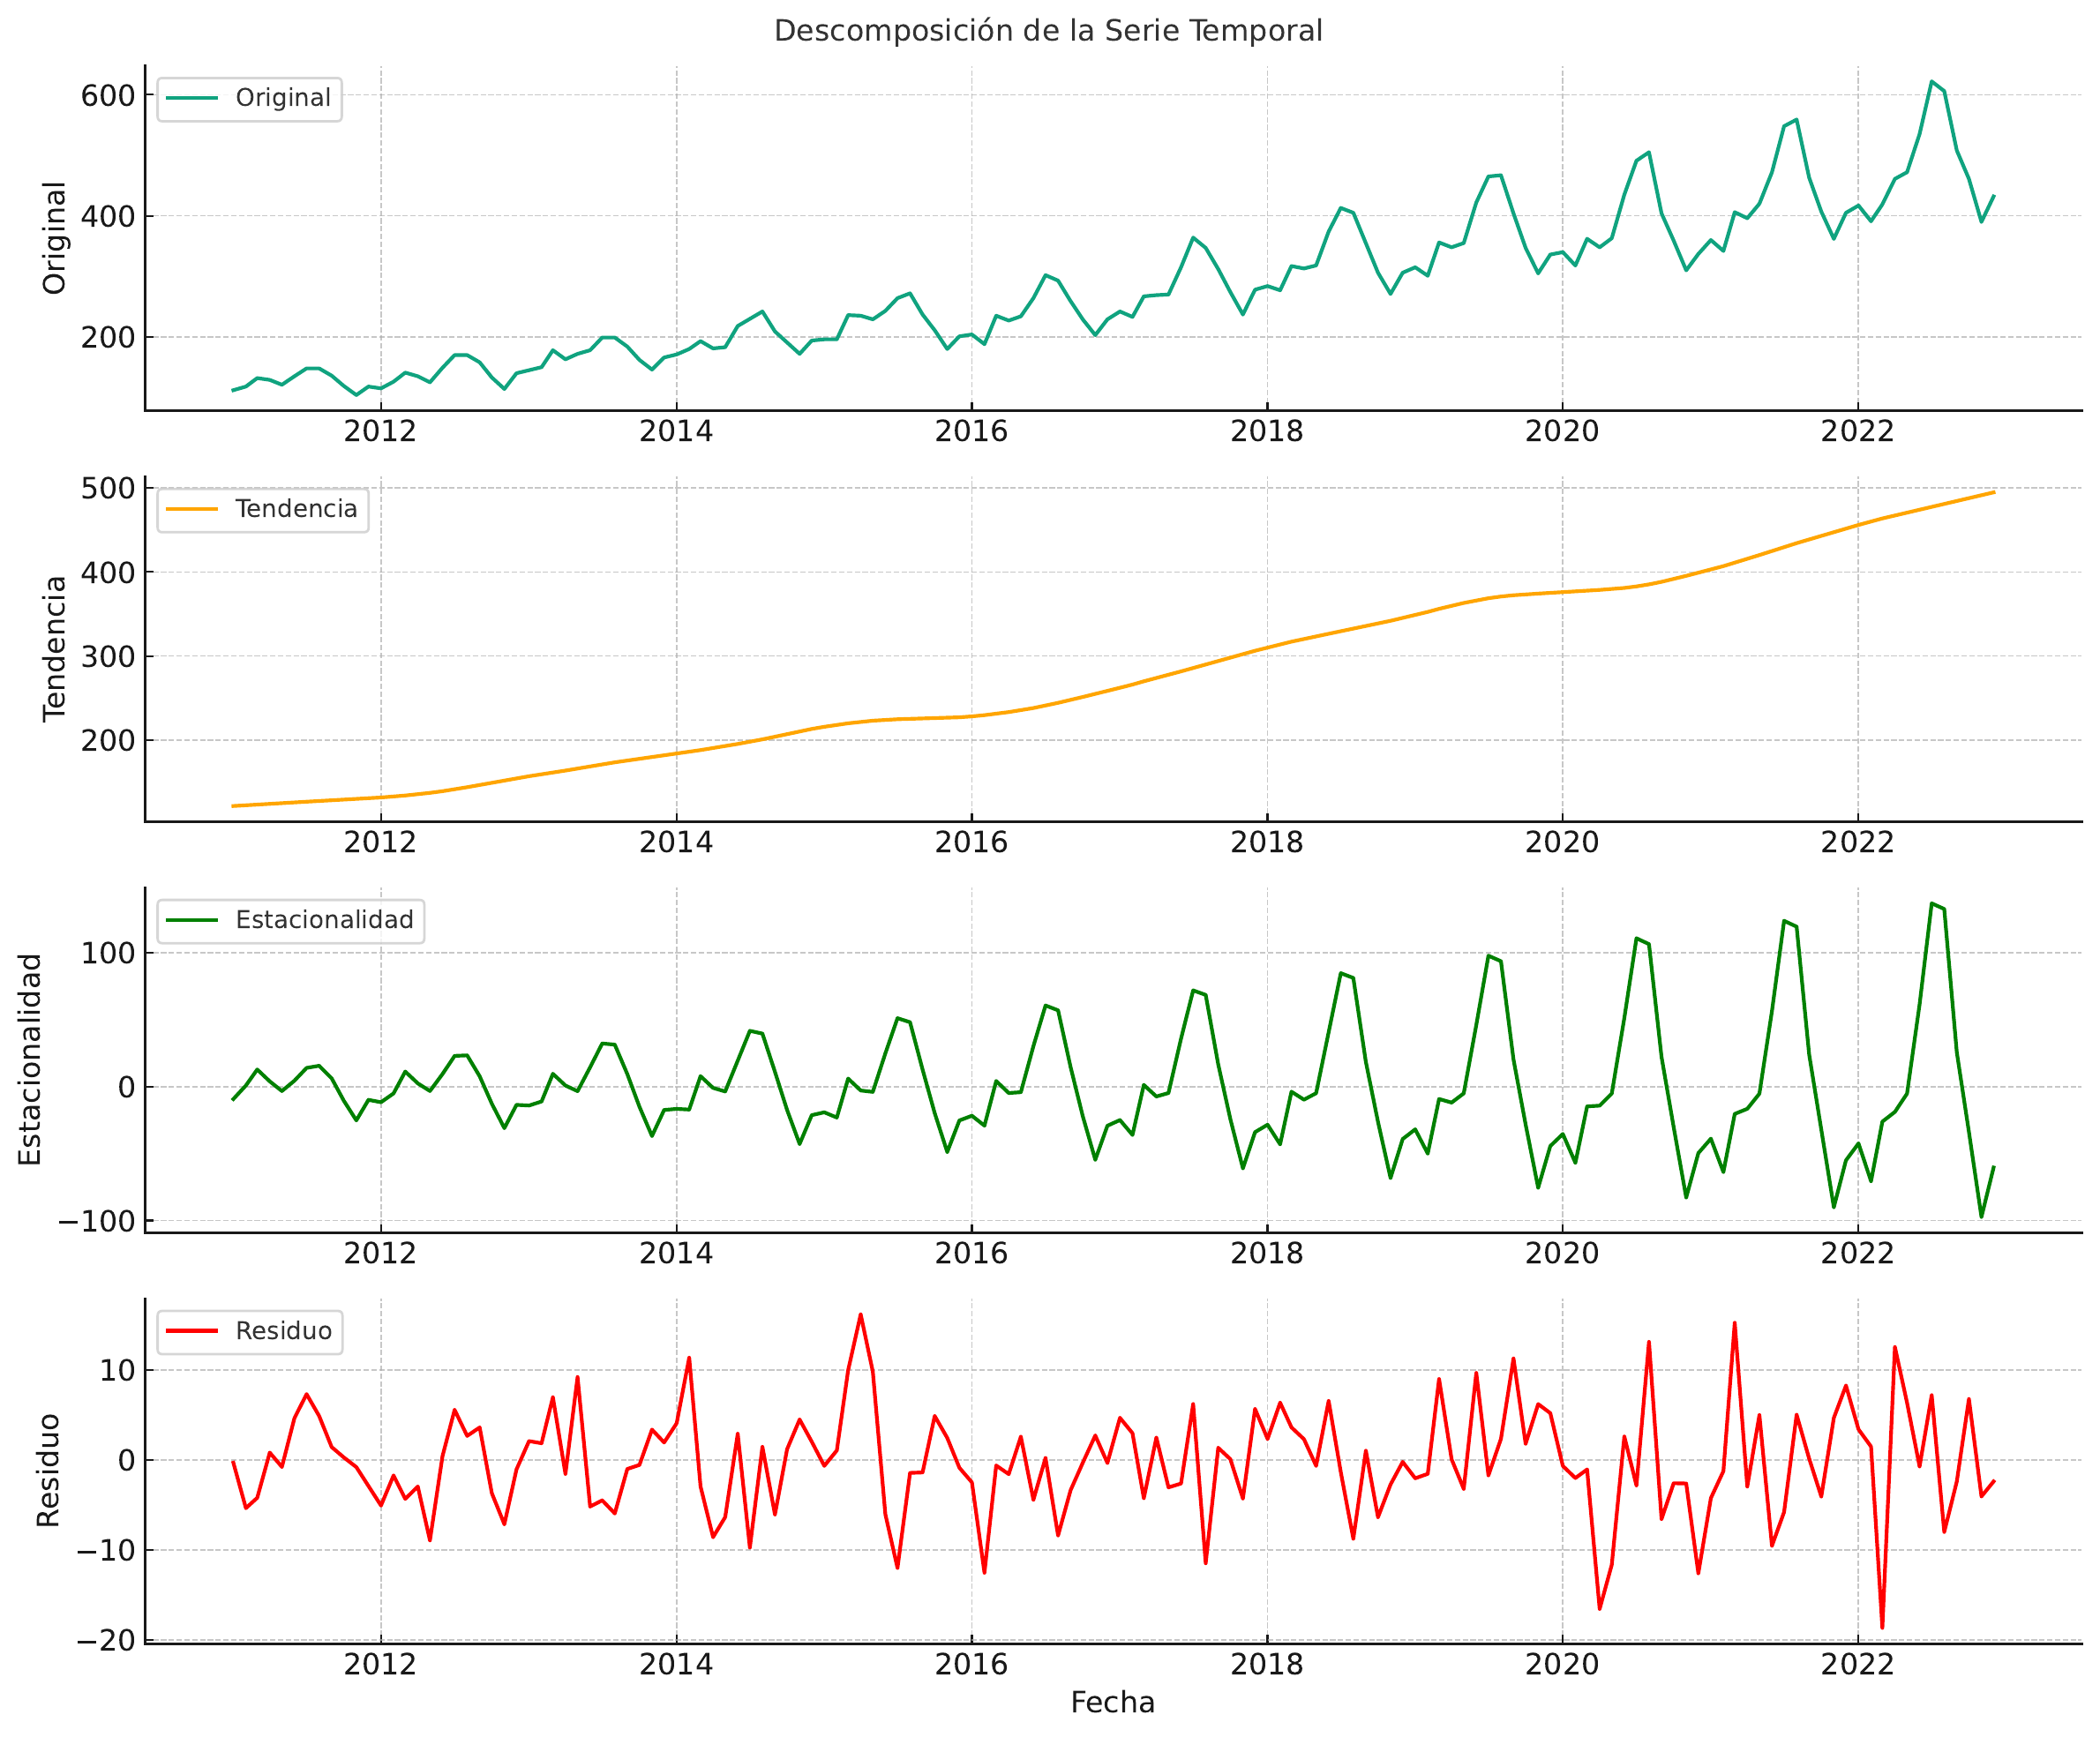 Descomposición de la Serie Temporal
Original
Original
600
400
200
2012 2014 2016 2018 2020 2022
Tendencia
Tendencia
500
400
300
200
2012 2014 2016 2018 2020 2022
Estacionalidad
Estacionalidad
100
0
−100
2012 2014 2016 2018 2020 2022
Residuo
Residuo
10
0
−10
−20
2012 2014 2016 2018 2020 2022
Fecha